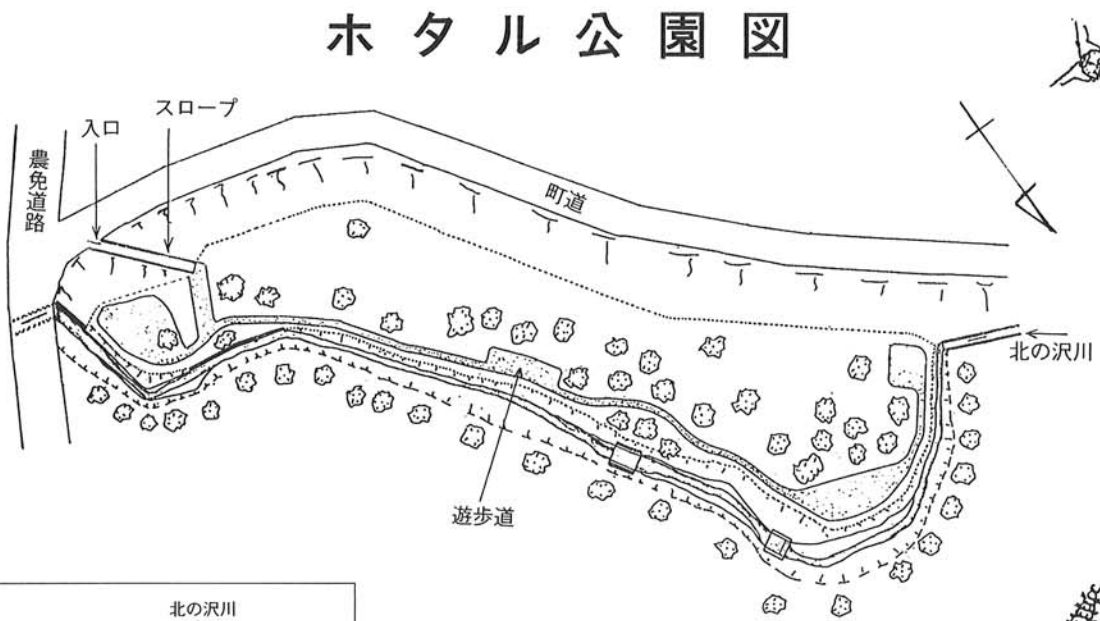 ホタル公園図
スロープ
入口
農免道路
町道
北の沢川
遊歩道
北の沢川